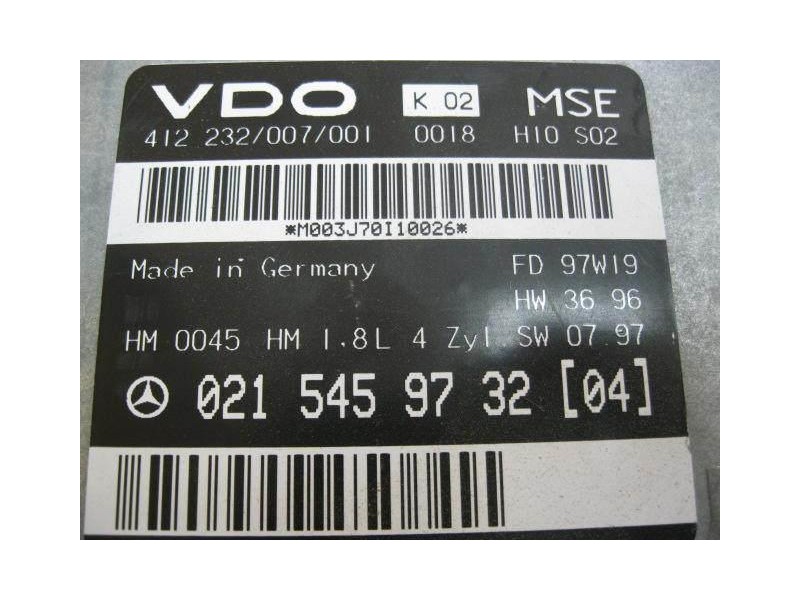 VDO K 02 MSE
412 232/007/001 0018 H10 S02
*M003J70I10026*
Made in Germany FD 97W19
HW 36 96
HM 0045 HM 1.8L 4 Zyl. SW 07 97
021 545 97 32 [04]